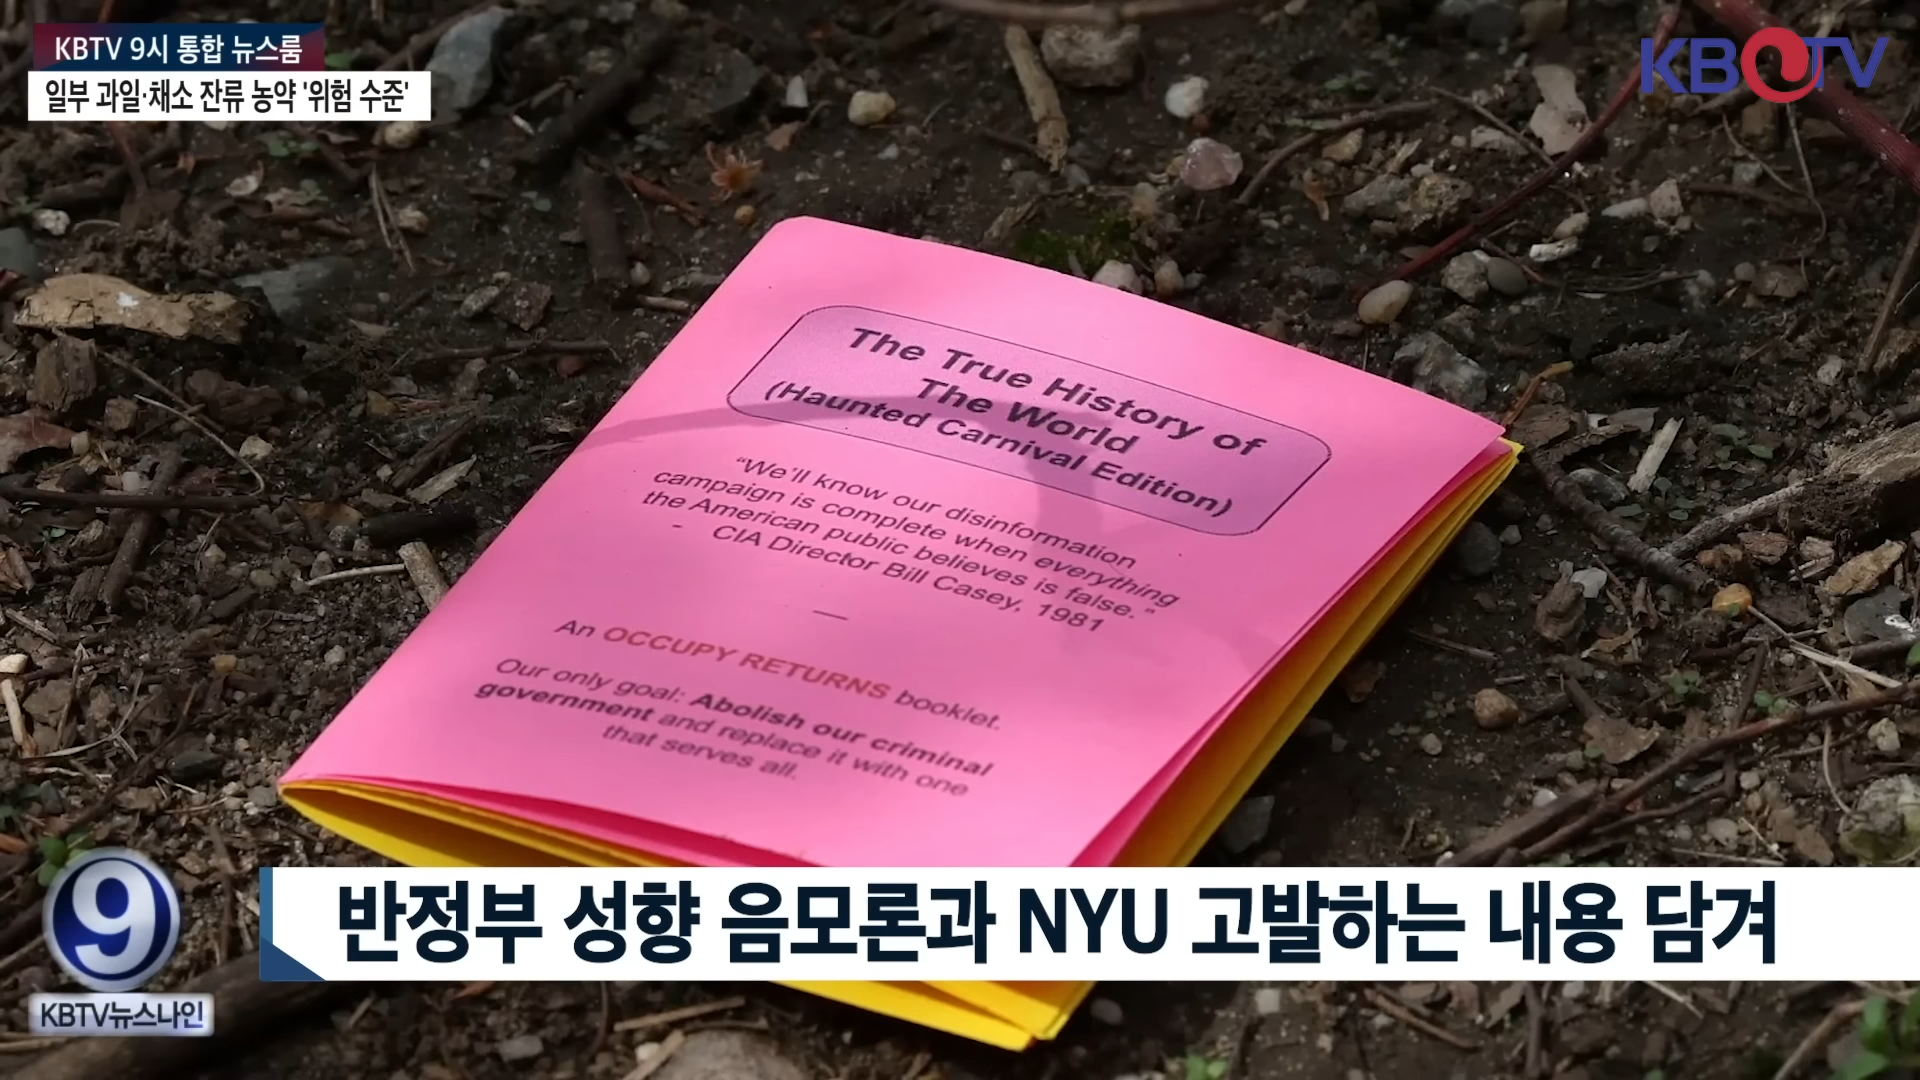 KBTV 9시 통합 뉴스룸
일부 과일·채소 잔류 농약 '위험 수준'
KBTV
The True History of
The World
(Haunted Carnival Edition)
"We'll know our disinformation
campaign is complete when everything
the American public believes is false."
- CIA Director Bill Casey, 1981
An OCCUPY RETURNS booklet.
Our only goal: Abolish our criminal
government and replace it with one
that serves all.
9
반정부 성향 음모론과 NYU 고발하는 내용 담겨
KBTV뉴스나인